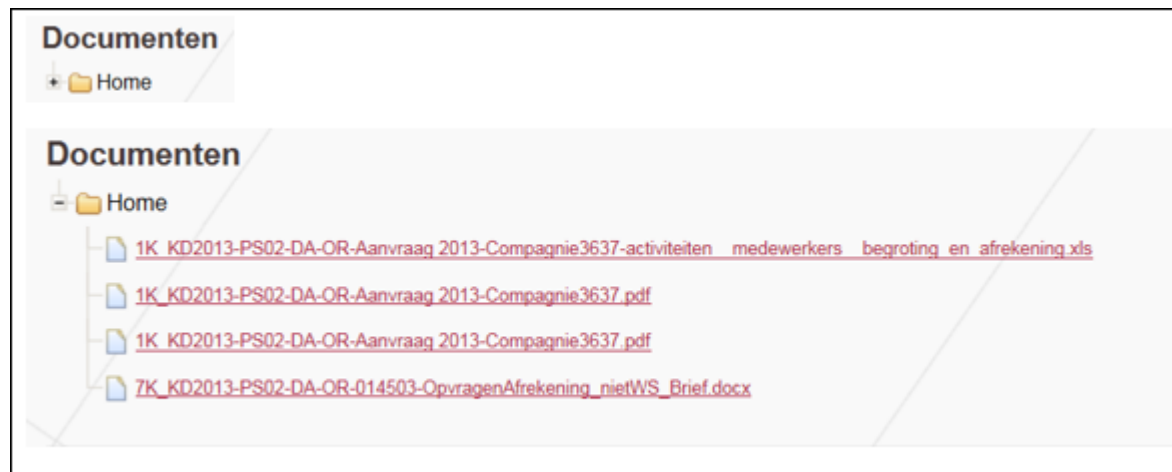 Documenten
Home
Documenten
Home
1K_KD2013-PS02-DA-OR-Aanvraag 2013-Compagnie3637-activiteiten__medewerkers__begroting_en_afrekening.xls
1K_KD2013-PS02-DA-OR-Aanvraag 2013-Compagnie3637.pdf
1K_KD2013-PS02-DA-OR-Aanvraag 2013-Compagnie3637.pdf
7K_KD2013-PS02-DA-OR-014503-OpvragenAfrekening_nietWS_Brief.docx